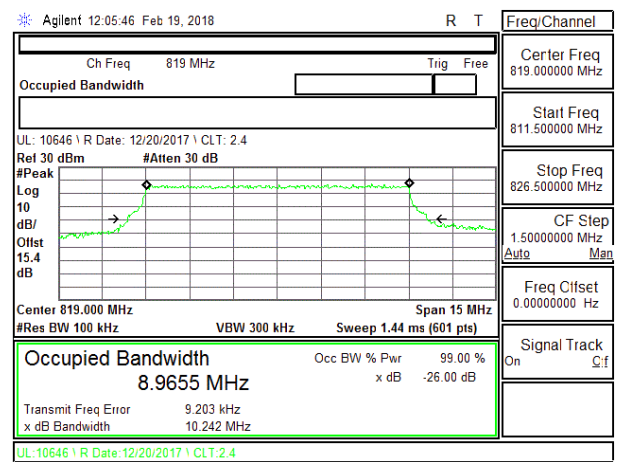 Agilent 12:05:46 Feb 19, 2018 R T
Ch Freq 819 MHz Trig Free
Occupied Bandwidth
UL: 10646 \ R Date: 12/20/2017 \ CLT: 2.4
Ref 30 dBm #Atten 30 dB
#Peak
Log
10
dB/
Offst
15.4
dB
Center 819.000 MHz Span 15 MHz
#Res BW 100 kHz VBW 300 kHz Sweep 1.44 ms (601 pts)
Occupied Bandwidth Occ BW % Pwr 99.00 %
8.9655 MHz x dB -26.00 dB
Transmit Freq Error 9.203 kHz
x dB Bandwidth 10.242 MHz
UL:10646 \ R Date:12/20/2017 \ CLT:2.4
Freq/Channel
Center Freq
819.000000 MHz
Start Freq
811.500000 MHz
Stop Freq
826.500000 MHz
CF Step
1.50000000 MHz
Auto Man
Freq Offset
0.00000000 Hz
Signal Track
On